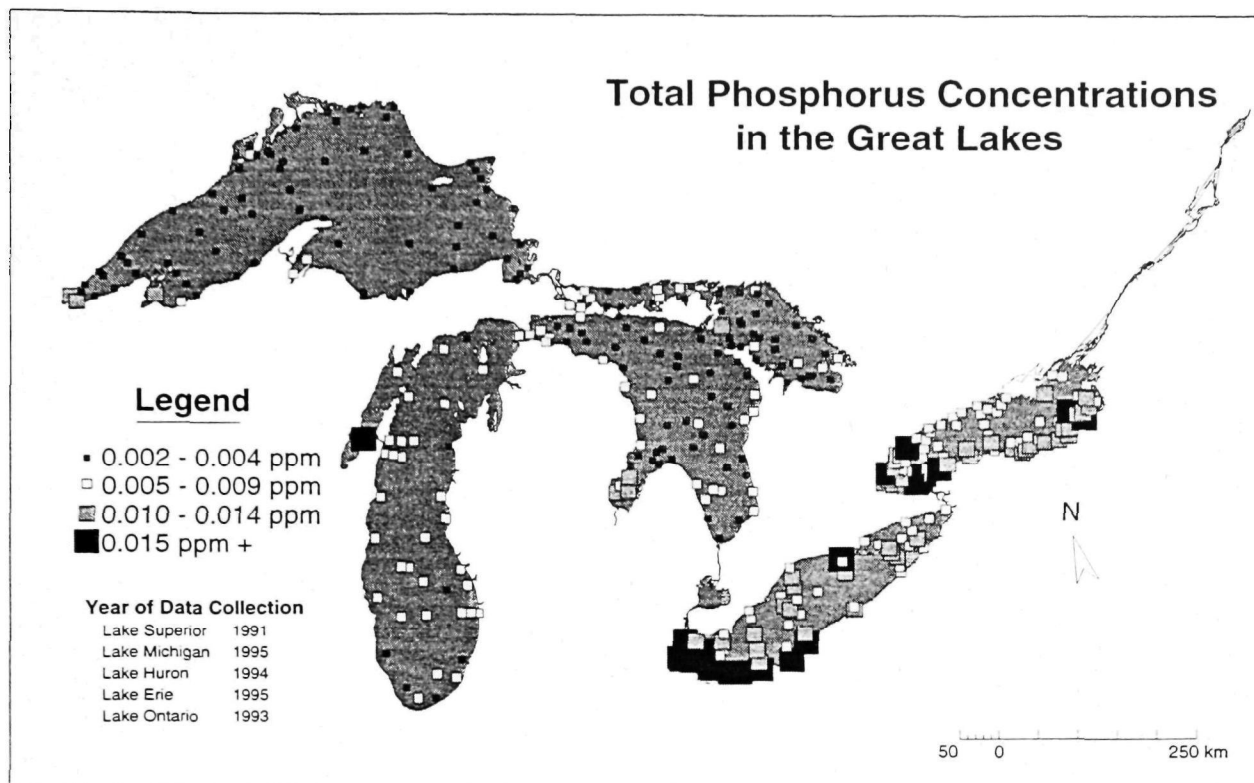 Total Phosphorus Concentrations
in the Great Lakes
Legend
0.002 - 0.004 ppm
0.005 - 0.009 ppm
0.010 - 0.014 ppm
0.015 ppm +
Year of Data Collection
Lake Superior 1991
Lake Michigan 1995
Lake Huron 1994
Lake Erie 1995
Lake Ontario 1993
N
50 0 250 km